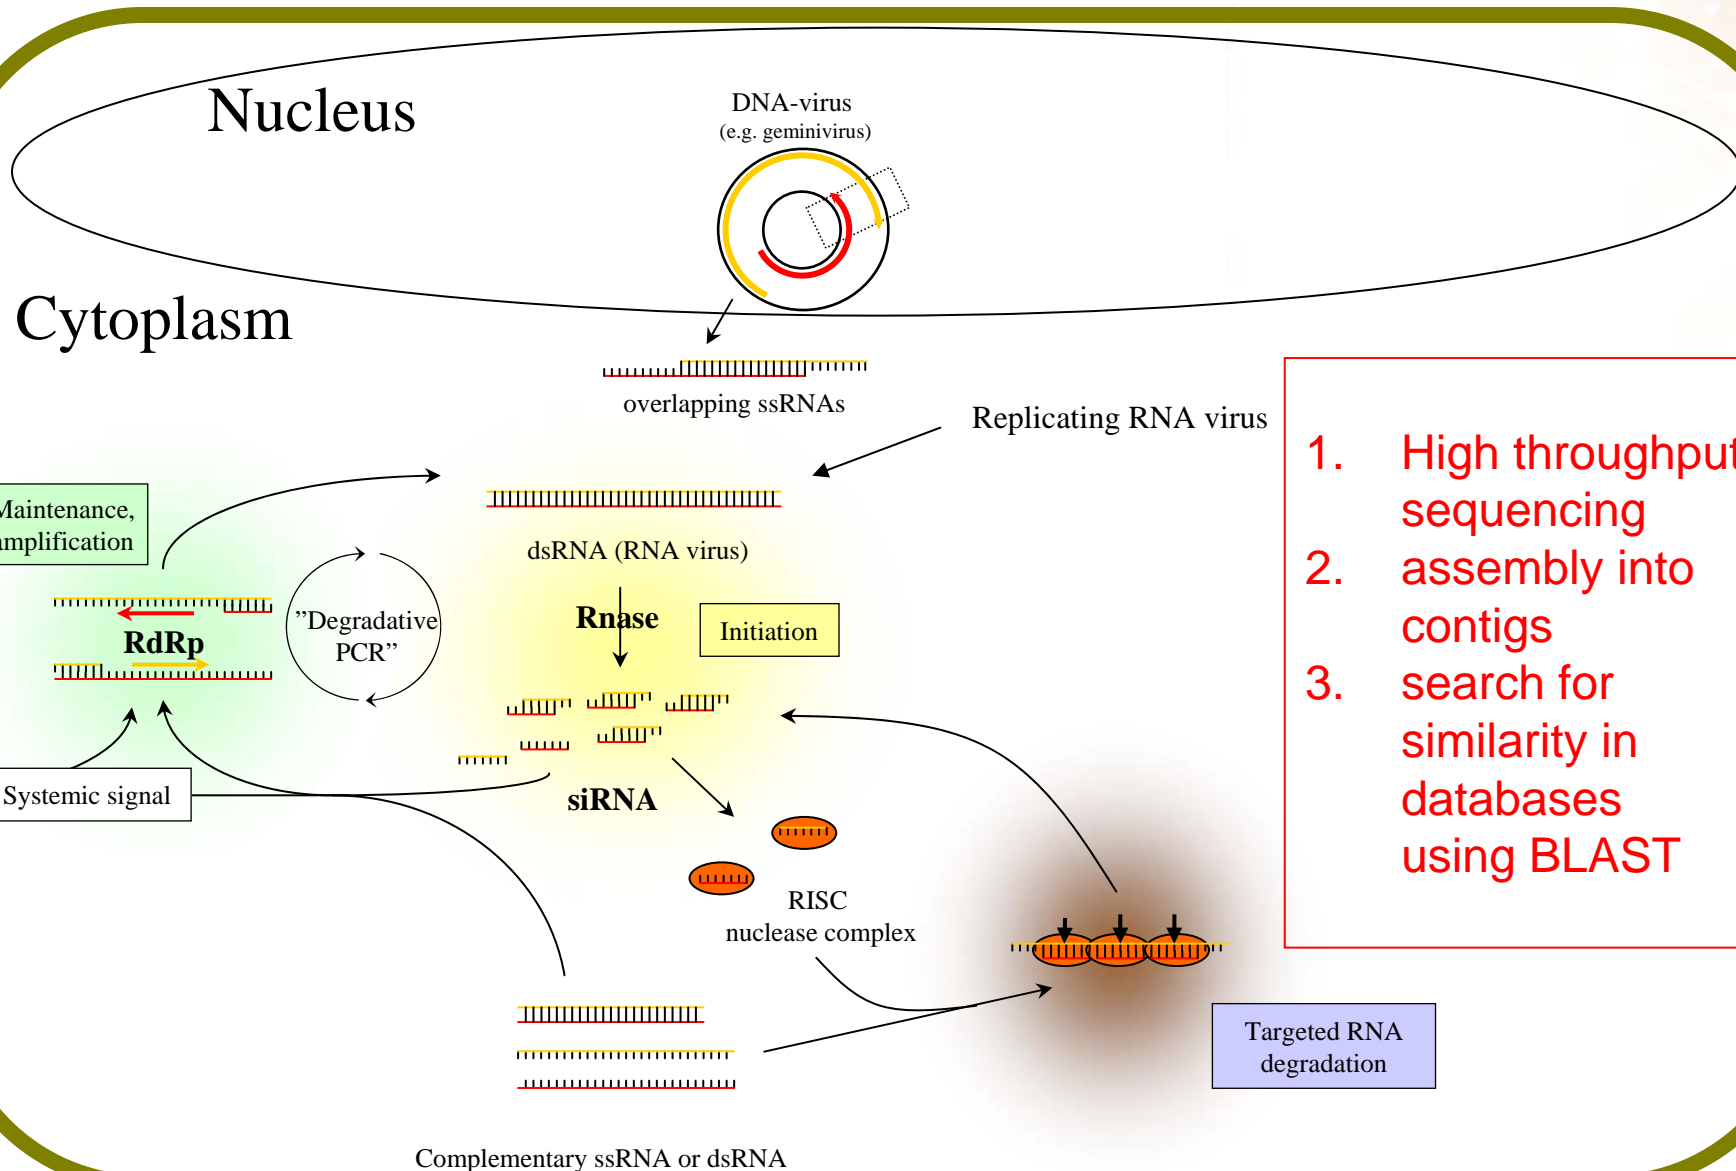 Nucleus
DNA-virus
(e.g. geminivirus)
Cytoplasm
overlapping ssRNAs
Replicating RNA virus
Maintenance,
amplification
dsRNA (RNA virus)
Rnase
Initiation
”Degradative
PCR”
RdRp
Systemic signal
siRNA
RISC
nuclease complex
Targeted RNA
degradation
Complementary ssRNA or dsRNA
1. High throughput
sequencing
2. assembly into
contigs
3. search for
similarity in
databases
using BLAST